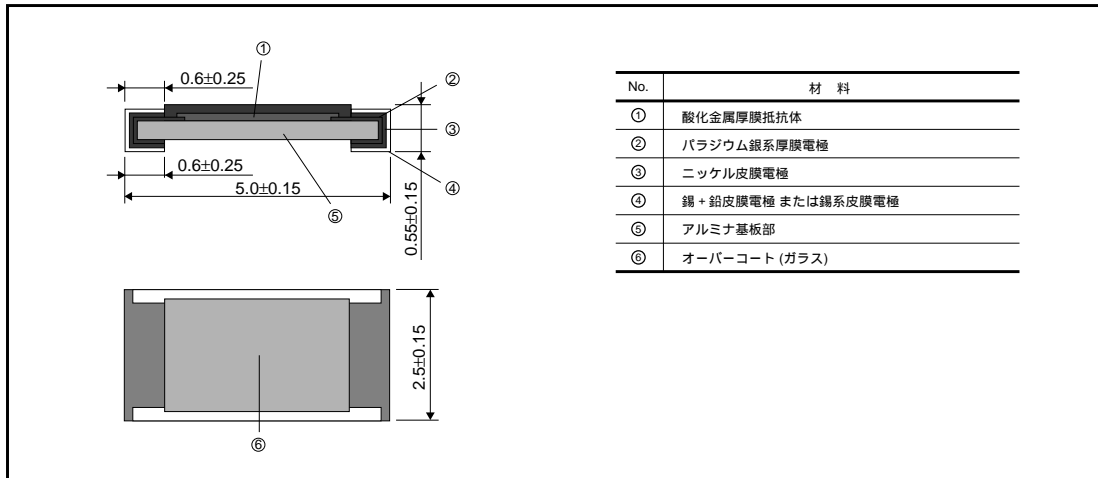 ①
0.6±0.25
②
③
0.6±0.25
④
5.0±0.15
⑤
0.55±0.15
2.5±0.15
⑥
No. 材 料
① 酸化金属厚膜抵抗体
② パラジウム銀系厚膜電極
③ ニッケル皮膜電極
④ 錫 + 鉛皮膜電極 または錫系皮膜電極
⑤ アルミナ基板部
⑥ オーバーコート (ガラス)